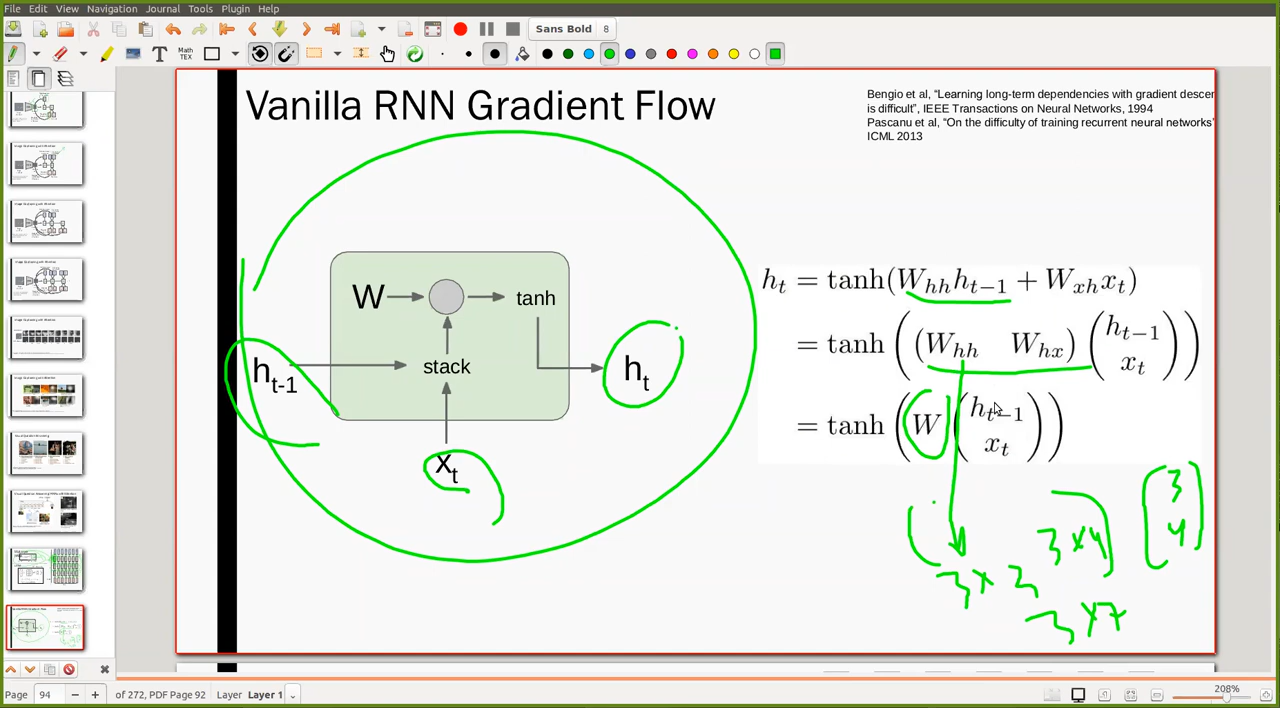 File Edit View Navigation Journal Tools Plugin Help
Sans Bold 8
T Math TEX
Vanilla RNN Gradient Flow
Bengio et al, “Learning long-term dependencies with gradient descen
is difficult”, IEEE Transactions on Neural Networks, 1994
Pascanu et al, “On the difficulty of training recurrent neural networks”
ICML 2013
W
tanh
stack
h_{t-1}
h_t
x_t
h_t = tanh(W_{hh}h_{t-1} + W_{xh}x_t)
= tanh ((W_{hh} W_{hx}) (h_{t-1} x_t))
= tanh (W (h_{t-1} x_t))
3 × 3
3 × 4
[3 4]
3 × 7
Page 94 of 272, PDF Page 92 Layer Layer 1
208%